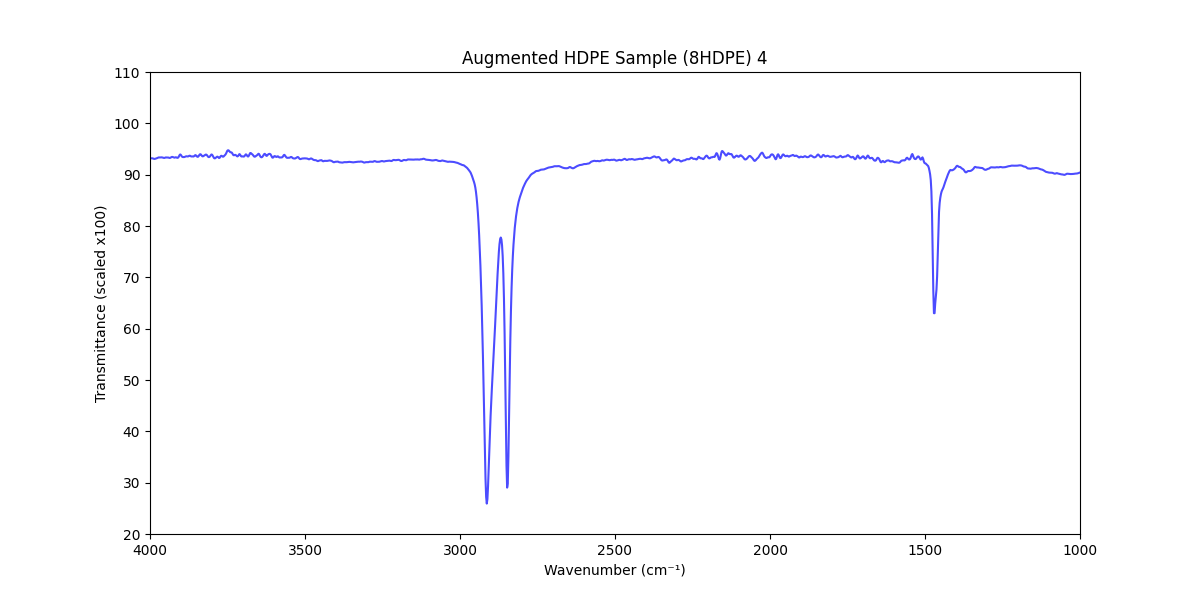 Augmented HDPE Sample (8HDPE) 4
110
100
90
80
70
60
50
40
30
20
Transmittance (scaled x100)
4000 3500 3000 2500 2000 1500 1000
Wavenumber (cm⁻¹)